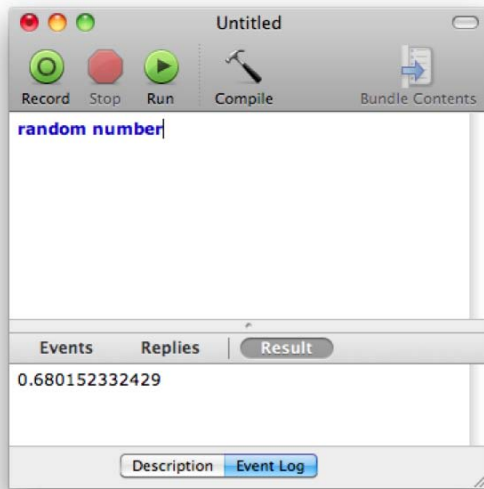 Untitled
Record Stop Run Compile Bundle Contents
random number
Events Replies Result
0.680152332429
Description Event Log